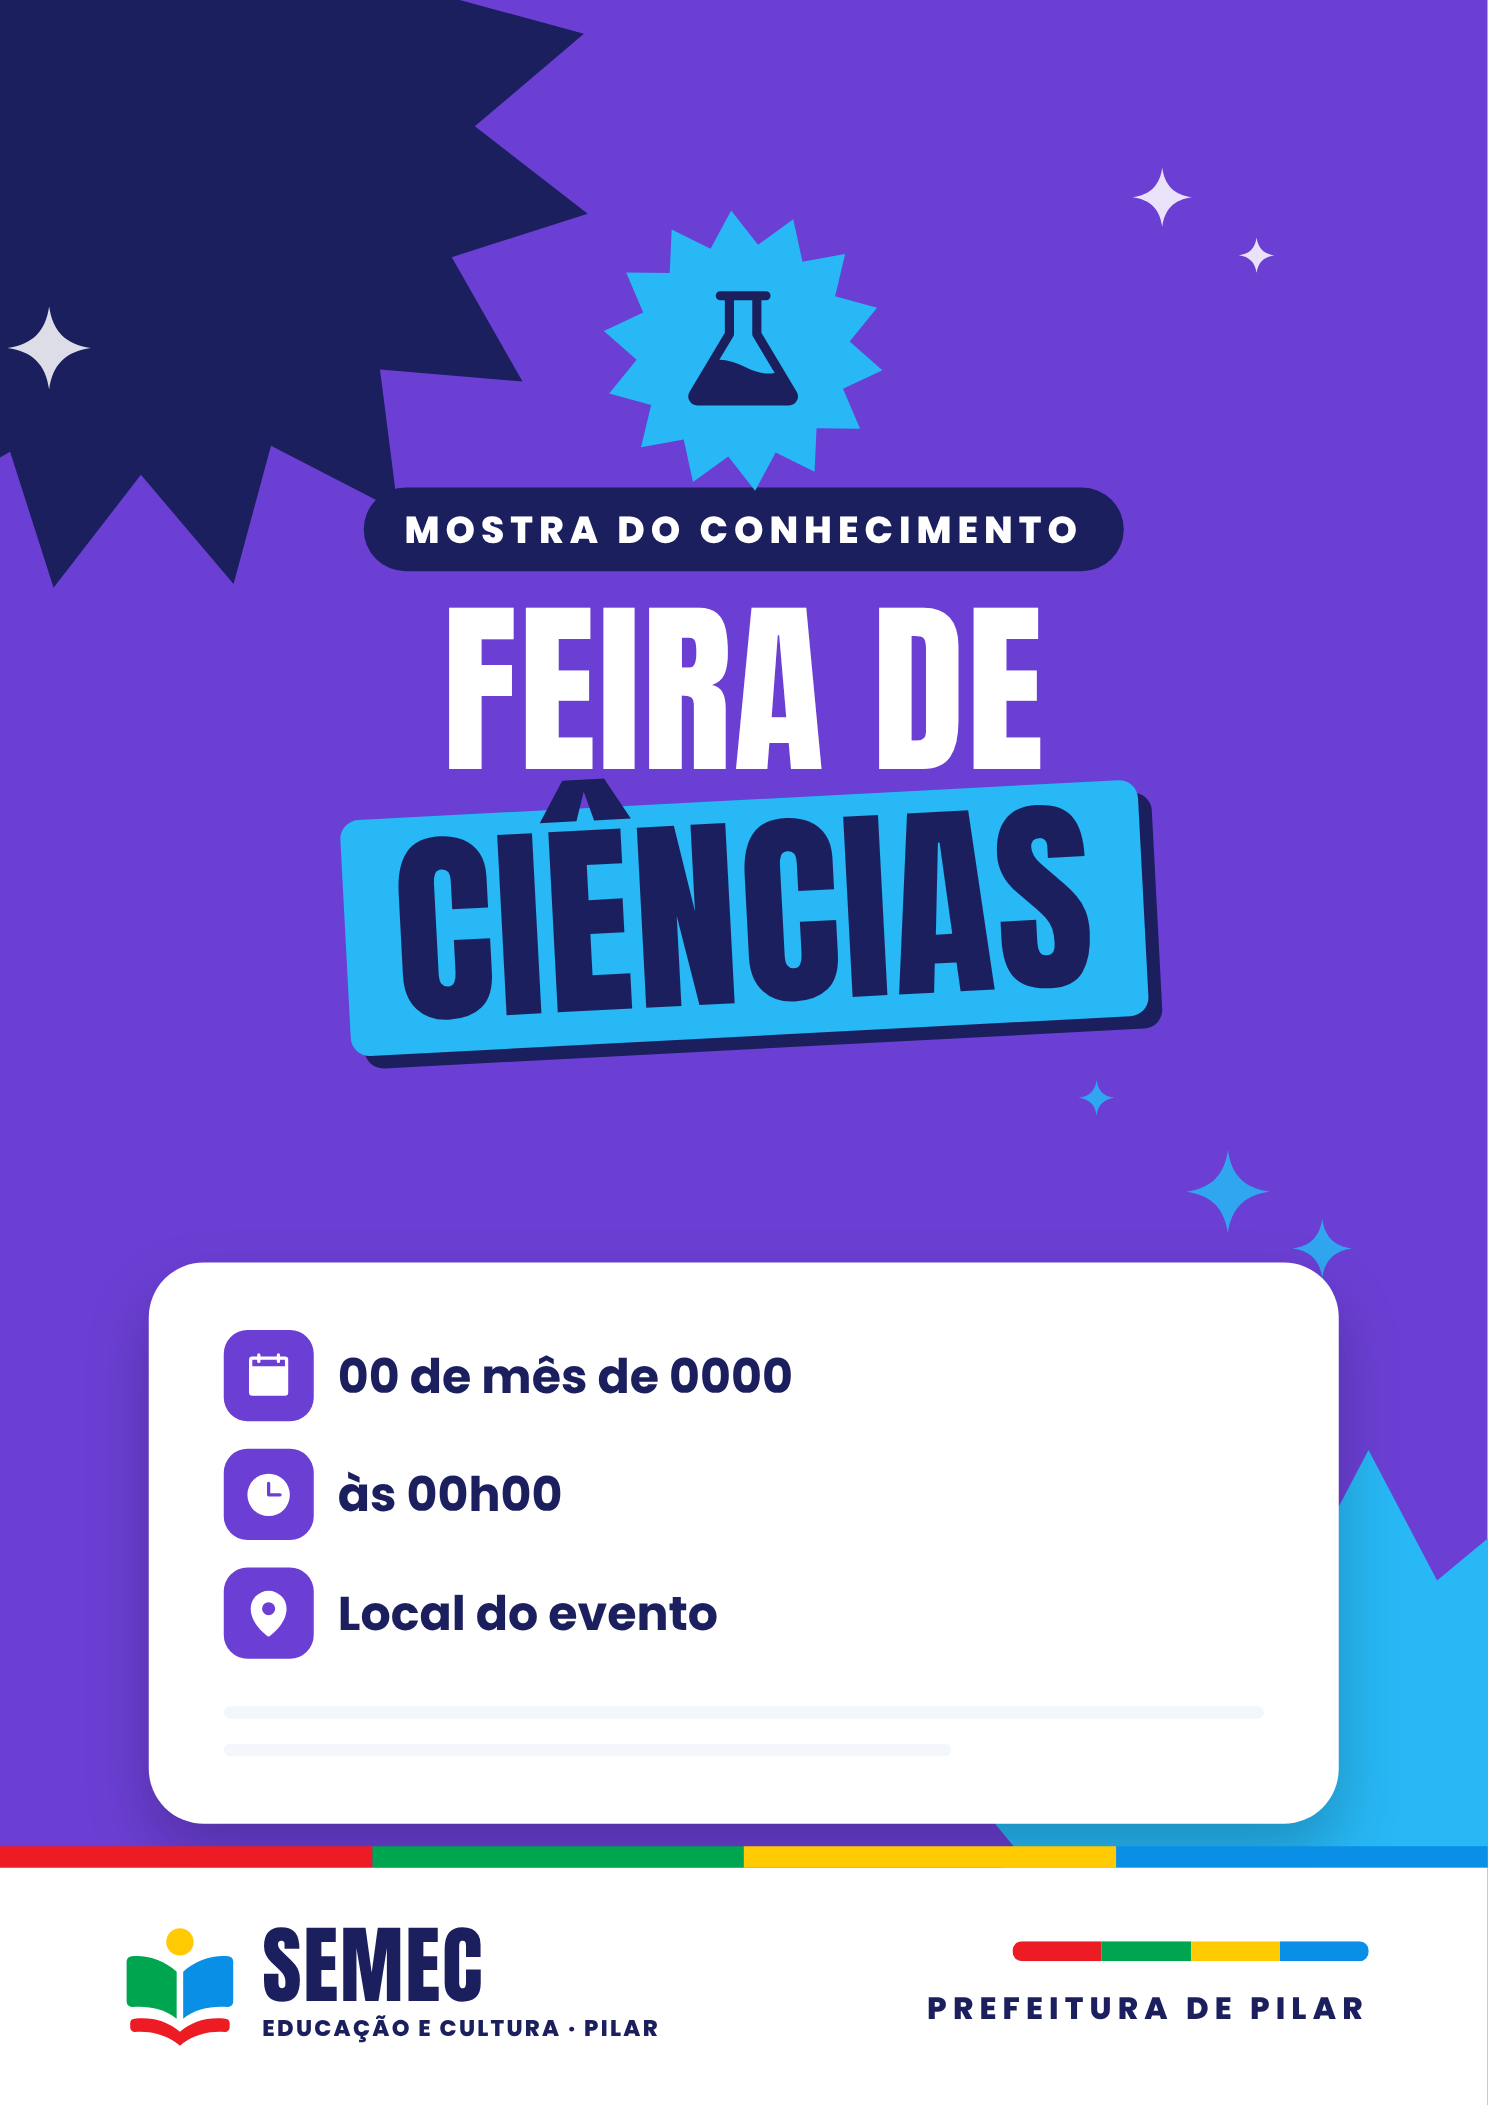 MOSTRA DO CONHECIMENTO
FEIRA DE
CIÊNCIAS
00 de mês de 0000
às 00h00
Local do evento
SEMEC
EDUCAÇÃO E CULTURA · PILAR
PREFEITURA DE PILAR